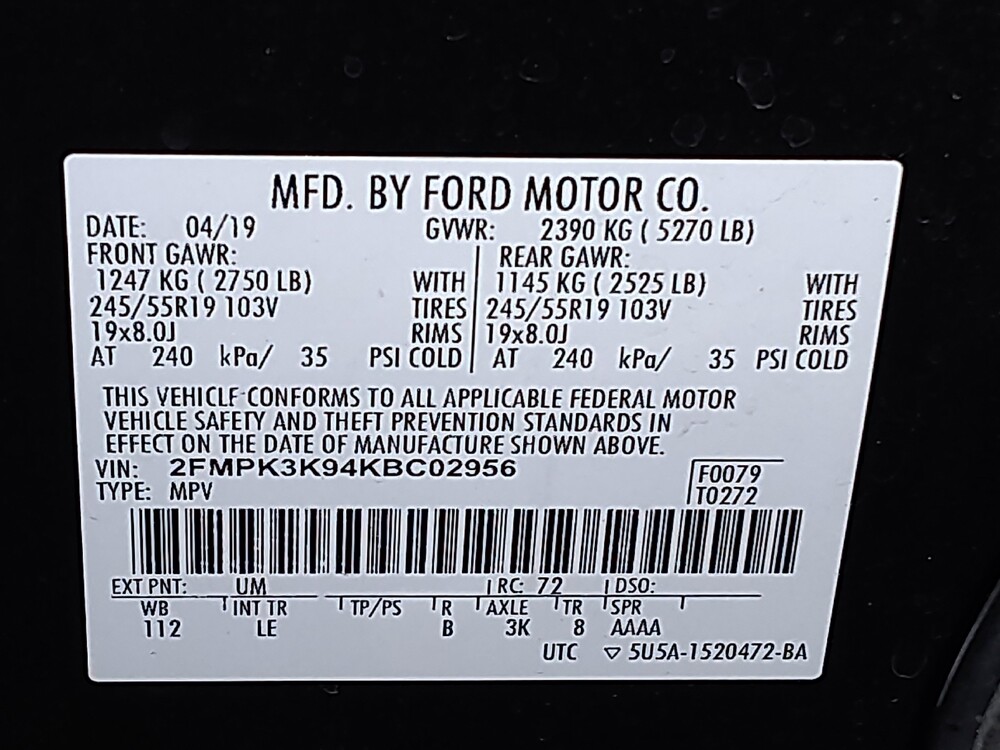 MFD. BY FORD MOTOR CO.
DATE: 04/19 GVWR: 2390 KG ( 5270 LB)
FRONT GAWR: REAR GAWR:
1247 KG ( 2750 LB) WITH 1145 KG ( 2525 LB) WITH
245/55R19 103V TIRES 245/55R19 103V TIRES
19x8.0J RIMS 19x8.0J RIMS
AT 240 kPa/ 35 PSI COLD AT 240 kPa/ 35 PSI COLD
THIS VEHICLE CONFORMS TO ALL APPLICABLE FEDERAL MOTOR
VEHICLE SAFETY AND THEFT PREVENTION STANDARDS IN
EFFECT ON THE DATE OF MANUFACTURE SHOWN ABOVE.
VIN: 2FMPK3K94KBC02956 F0079
TYPE: MPV T0272
EXT PNT: UM RC: 72 DSO:
WB INT TR TP/PS R AXLE TR SPR
112 LE B 3K 8 AAAA
UTC ▽ 5U5A-1520472-BA